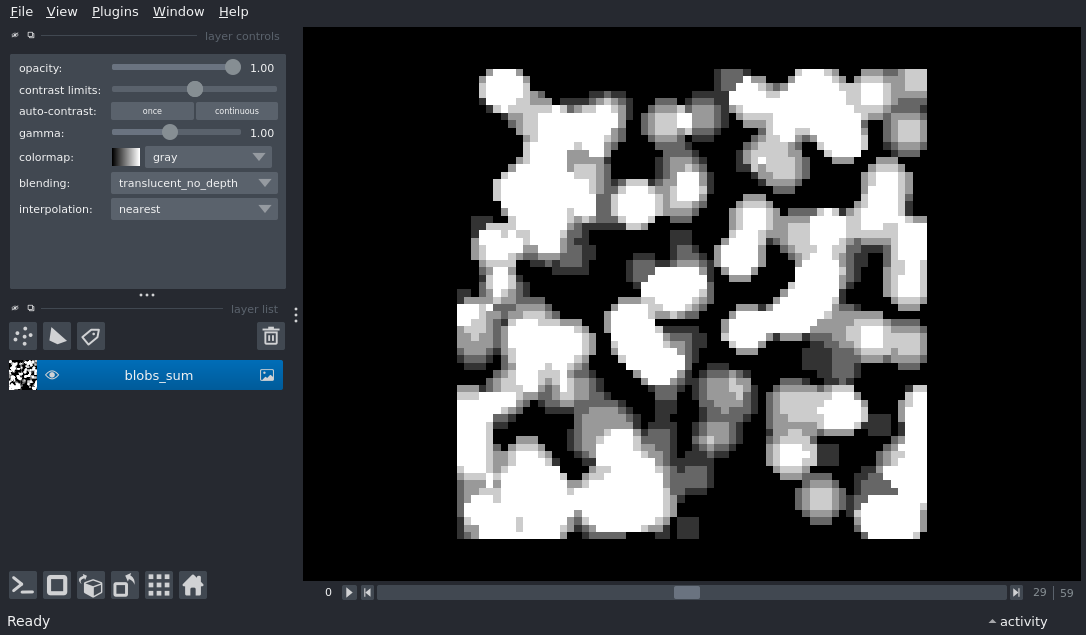 File View Plugins Window Help
layer controls
opacity: 1.00
contrast limits:
auto-contrast: once continuous
gamma: 1.00
colormap: gray
blending: translucent_no_depth
interpolation: nearest
layer list
blobs_sum
0 29 59
Ready activity